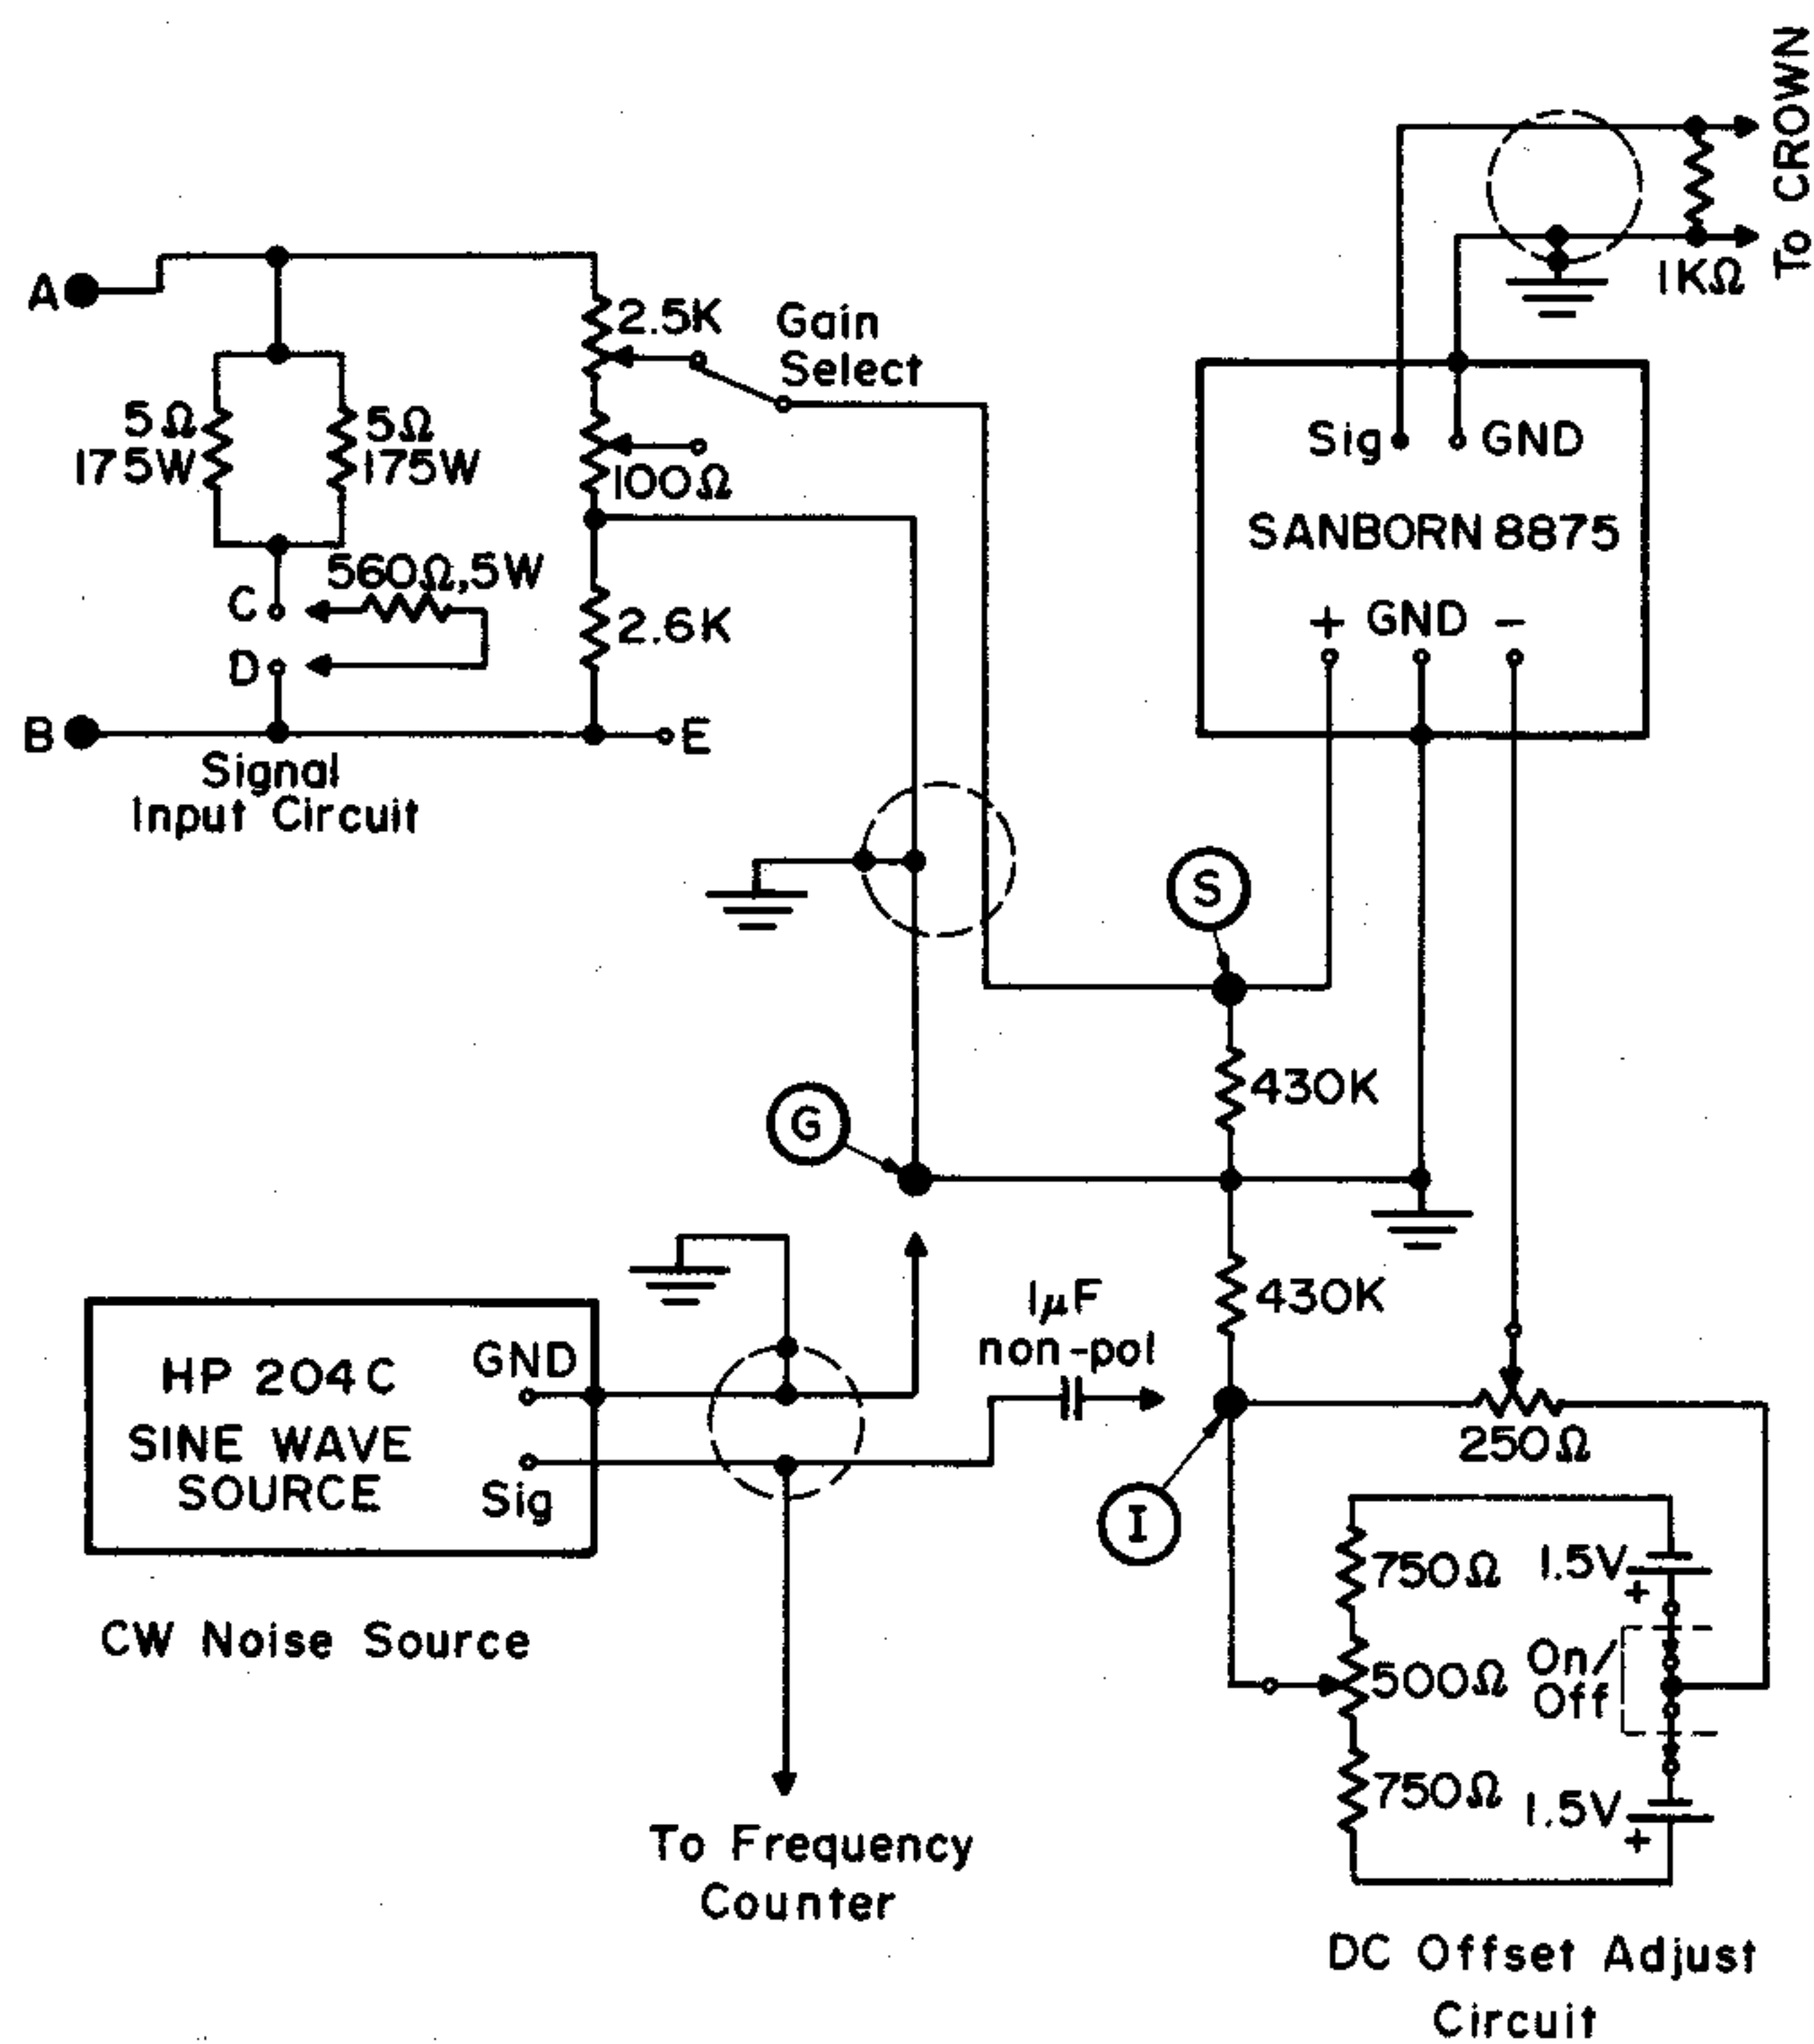 To CROWN
1KΩ
A
2.5K
Gain
Select
5Ω
175W
5Ω
175W
100Ω
Sig
GND
SANBORN 8875
560Ω,5W
C
D
2.6K
+ GND -
B
E
Signal
Input Circuit
S
430K
G
430K
1μF
non-pol
HP 204C
SINE WAVE
SOURCE
GND
Sig
250Ω
I
CW Noise Source
750Ω
1.5V
+
500Ω
On/
Off
750Ω
1.5V
+
To Frequency
Counter
DC Offset Adjust
Circuit